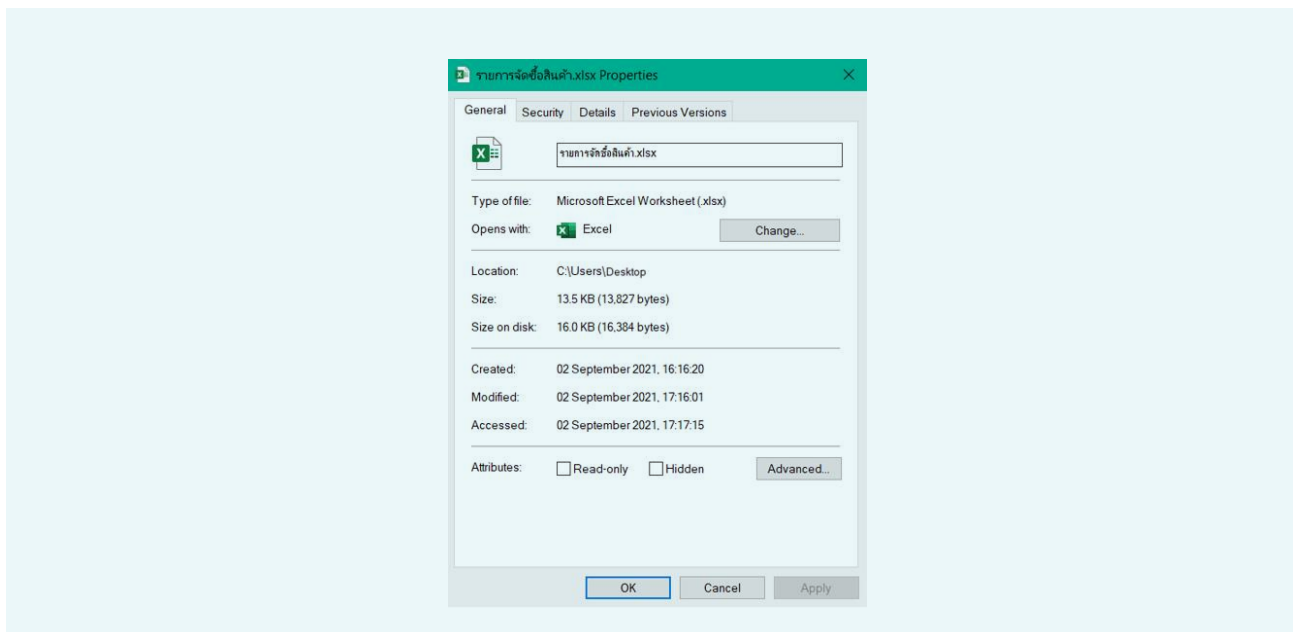 รายการจัดซื้อสินค้า.xlsx Properties
General Security Details Previous Versions
รายการจัดซื้อสินค้า.xlsx
Type of file: Microsoft Excel Worksheet (.xlsx)
Opens with: Excel Change...
Location: C:\Users\Desktop
Size: 13.5 KB (13,827 bytes)
Size on disk: 16.0 KB (16,384 bytes)
Created: 02 September 2021, 16:16:20
Modified: 02 September 2021, 17:16:01
Accessed: 02 September 2021, 17:17:15
Attributes: Read-only Hidden Advanced...
OK Cancel Apply